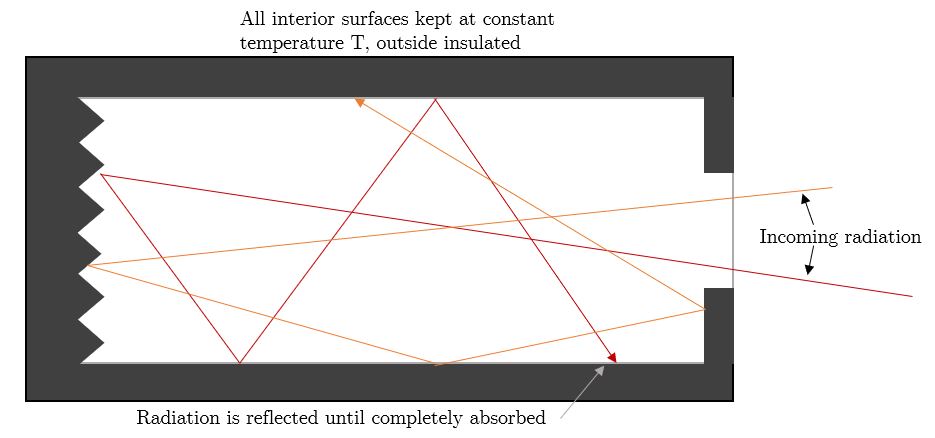 All interior surfaces kept at constant
temperature T, outside insulated
Incoming radiation
Radiation is reflected until completely absorbed